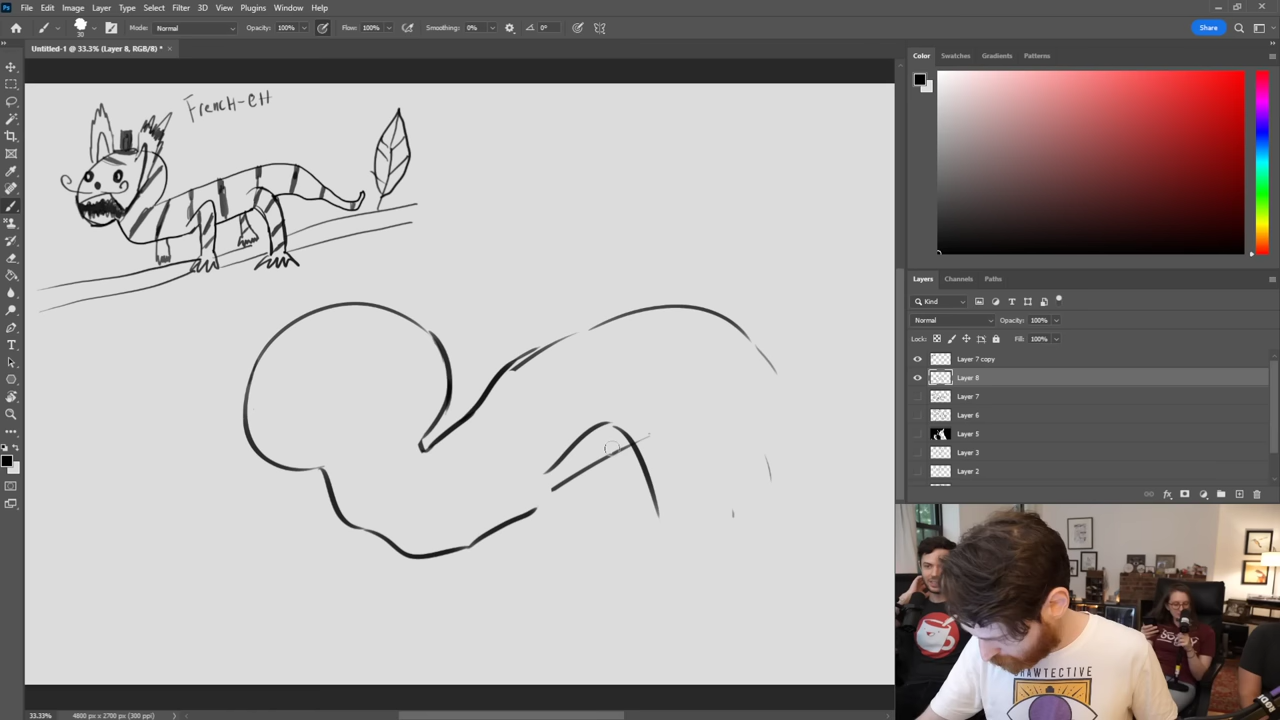 File Edit Image Layer Type Select Filter 3D View Plugins Window Help
30 Mode: Normal Opacity: 100% Flow: 100% Smoothing: 0% 0° Share
Untitled-1 @ 33.3% (Layer 8, RGB/8) *
French-CH
Color Swatches Gradients Patterns
Layers Channels Paths
Kind
Normal Opacity: 100%
Lock: Fill: 100%
Layer 7 copy
Layer 8
Layer 7
Layer 6
Layer 5
Layer 3
Layer 2
33.33% 4800 px x 2700 px (300 ppi)